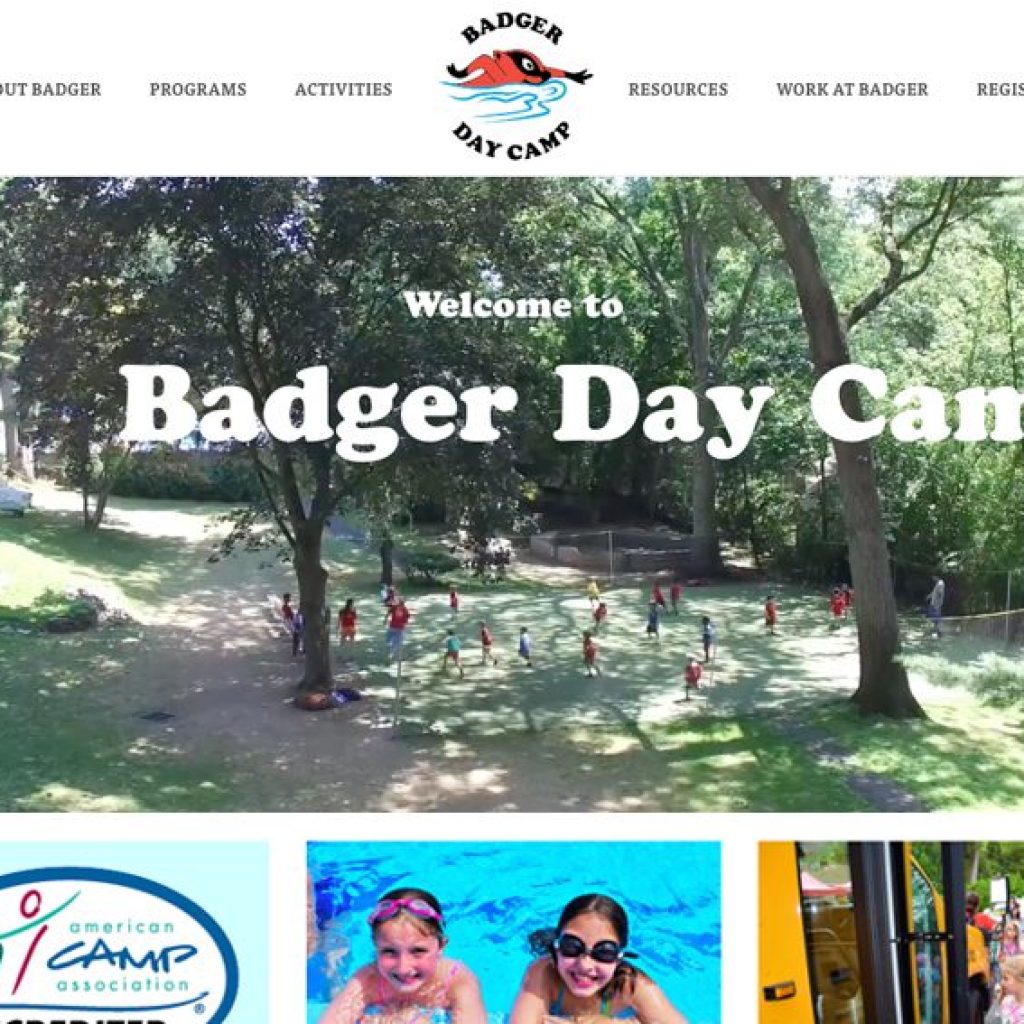 BADGER
DAY CAMP
OUT BADGER
PROGRAMS
ACTIVITIES
RESOURCES
WORK AT BADGER
REGIS
Welcome to
Badger Day Cam
american
CAMP
association
®
CREDITED